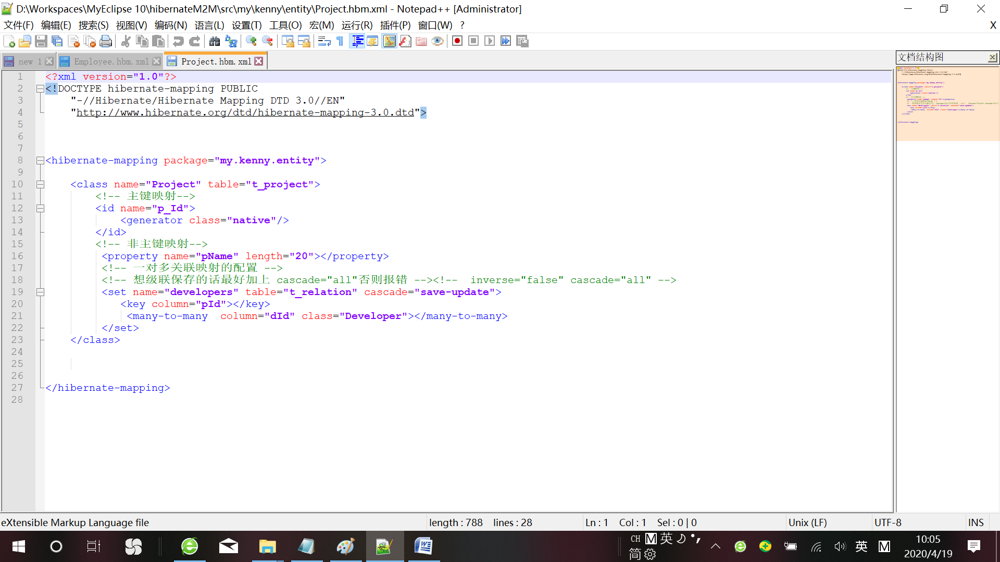 D:\Workspaces\MyEclipse 10\hibernateM2M\src\my\kenny\entity\Project.hbm.xml - Notepad++ [Administrator]
文件(F) 编辑(E) 搜索(S) 视图(V) 编码(N) 语言(L) 设置(T) 工具(O) 宏(M) 运行(R) 插件(P) 窗口(W) ? X
new 1 Employee.hbm.xml Project.hbm.xml
文档结构图
1 <?xml version="1.0"?>
2 <!DOCTYPE hibernate-mapping PUBLIC
3 "-//Hibernate/Hibernate Mapping DTD 3.0//EN"
4 "http://www.hibernate.org/dtd/hibernate-mapping-3.0.dtd">
5
6
7
8 <hibernate-mapping package="my.kenny.entity">
9
10 <class name="Project" table="t_project">
11 <!-- 主键映射-->
12 <id name="p_Id">
13 <generator class="native"/>
14 </id>
15 <!-- 非主键映射-->
16 <property name="pName" length="20"></property>
17 <!-- 一对多关联映射的配置 -->
18 <!-- 想级联保存的话最好加上 cascade="all"否则报错 --><!--  inverse="false" cascade="all" -->
19 <set name="developers" table="t_relation" cascade="save-update">
20 <key column="pId"></key>
21 <many-to-many  column="dId" class="Developer"></many-to-many>
22 </set>
23 </class>
24
25
26
27 </hibernate-mapping>
28
eXtensible Markup Language file length : 788 lines : 28 Ln : 1 Col : 1 Sel : 0 | 0 Unix (LF) UTF-8 INS
CH M 英
简
英 M
10:05
2020/4/19